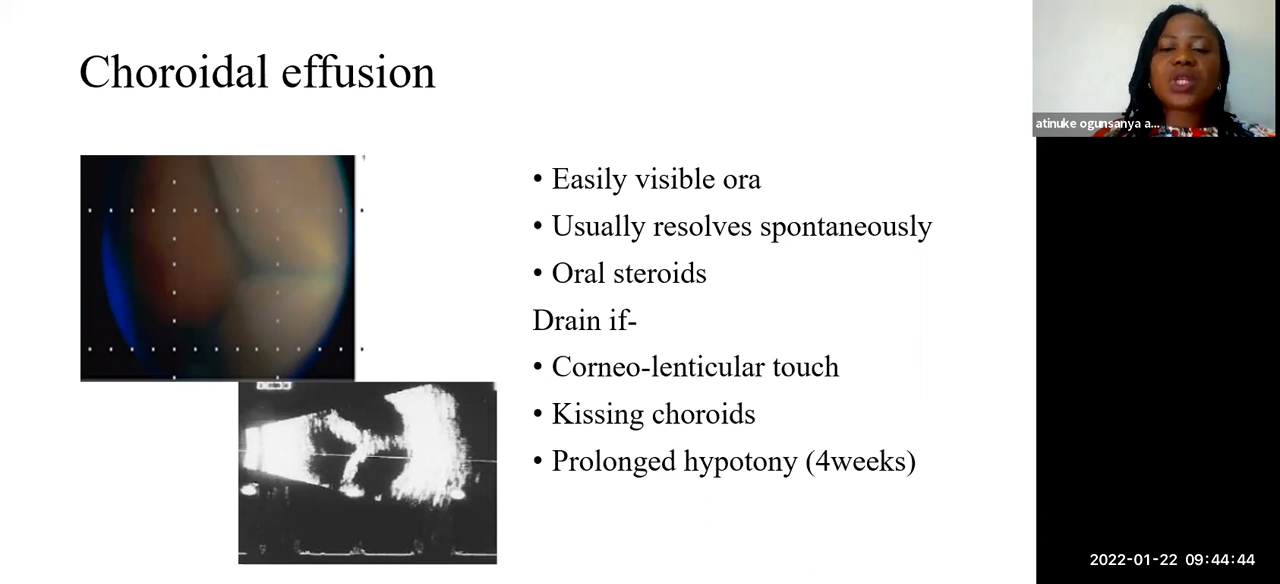 Choroidal effusion
• Easily visible ora
• Usually resolves spontaneously
• Oral steroids
Drain if-
• Corneo-lenticular touch
• Kissing choroids
• Prolonged hypotony (4weeks)
atinuke ogunsanya a...
2022-01-22 09:44:44